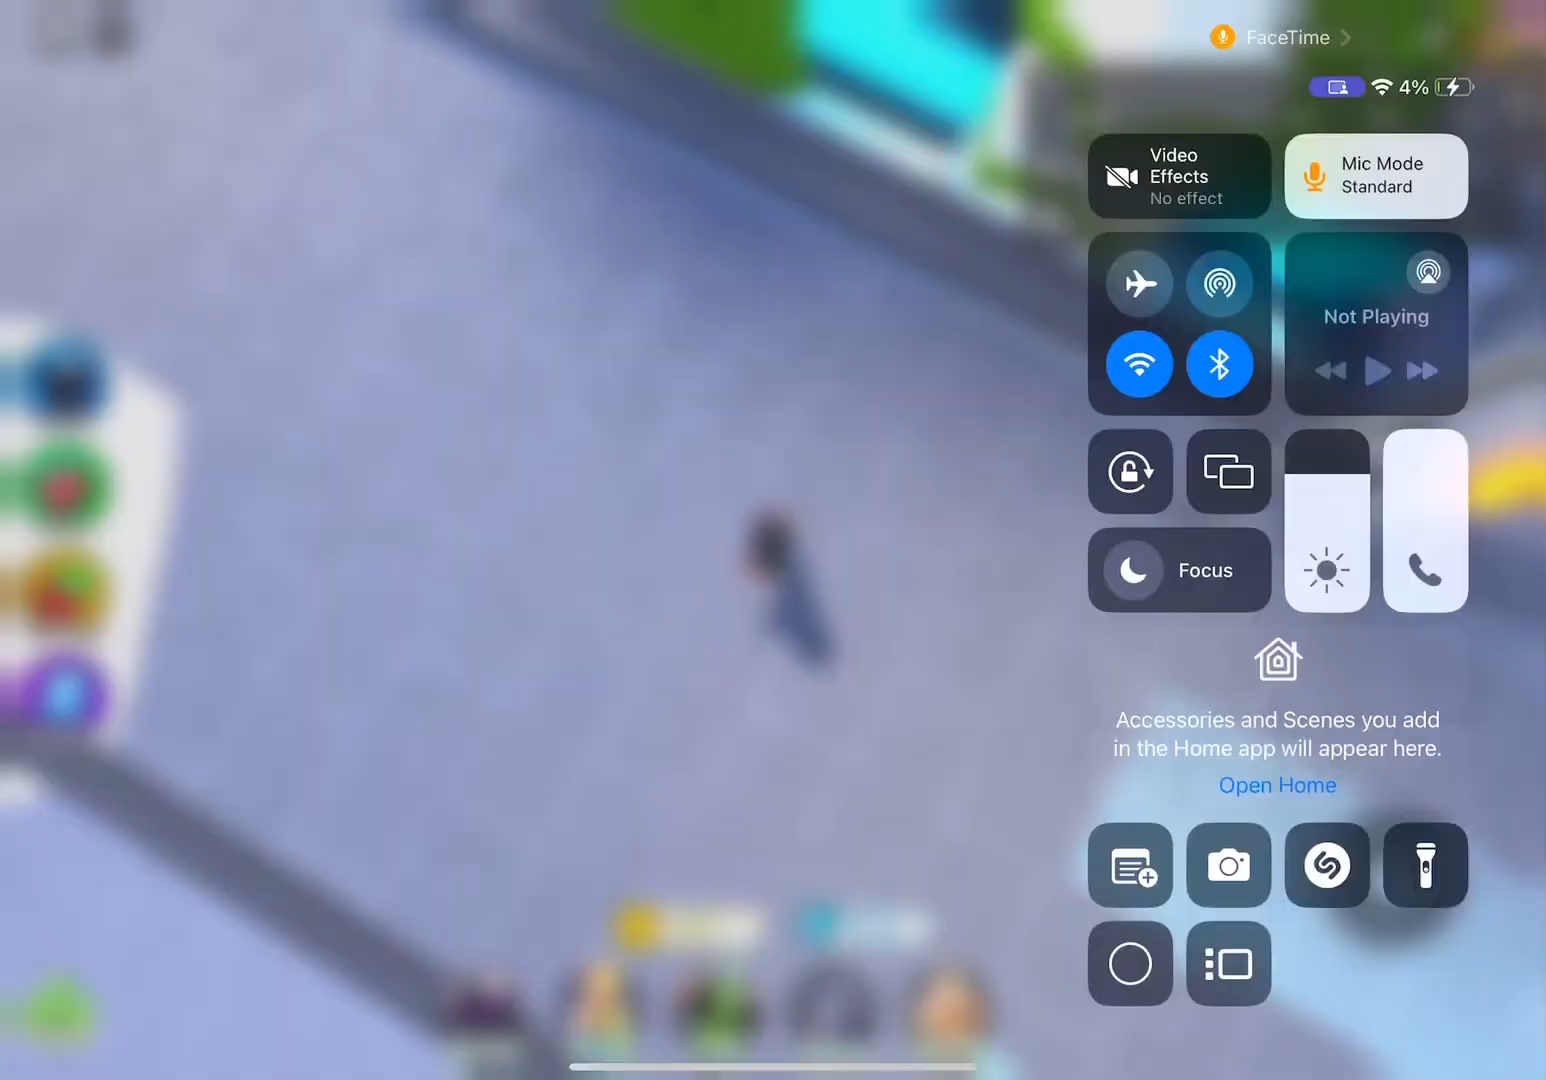 FaceTime
4%
Video
Effects
No effect
Mic Mode
Standard
Not Playing
Focus
Accessories and Scenes you add
in the Home app will appear here.
Open Home